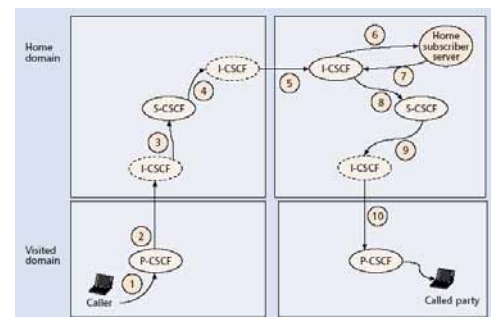 Home
domain
I-CSCF
4
5
S-CSCF
3
I-CSCF
6
Home
subscriber
server
I-CSCF
7
8
S-CSCF
9
I-CSCF
Visited
domain
2
P-CSCF
1
Caller
10
P-CSCF
Called party